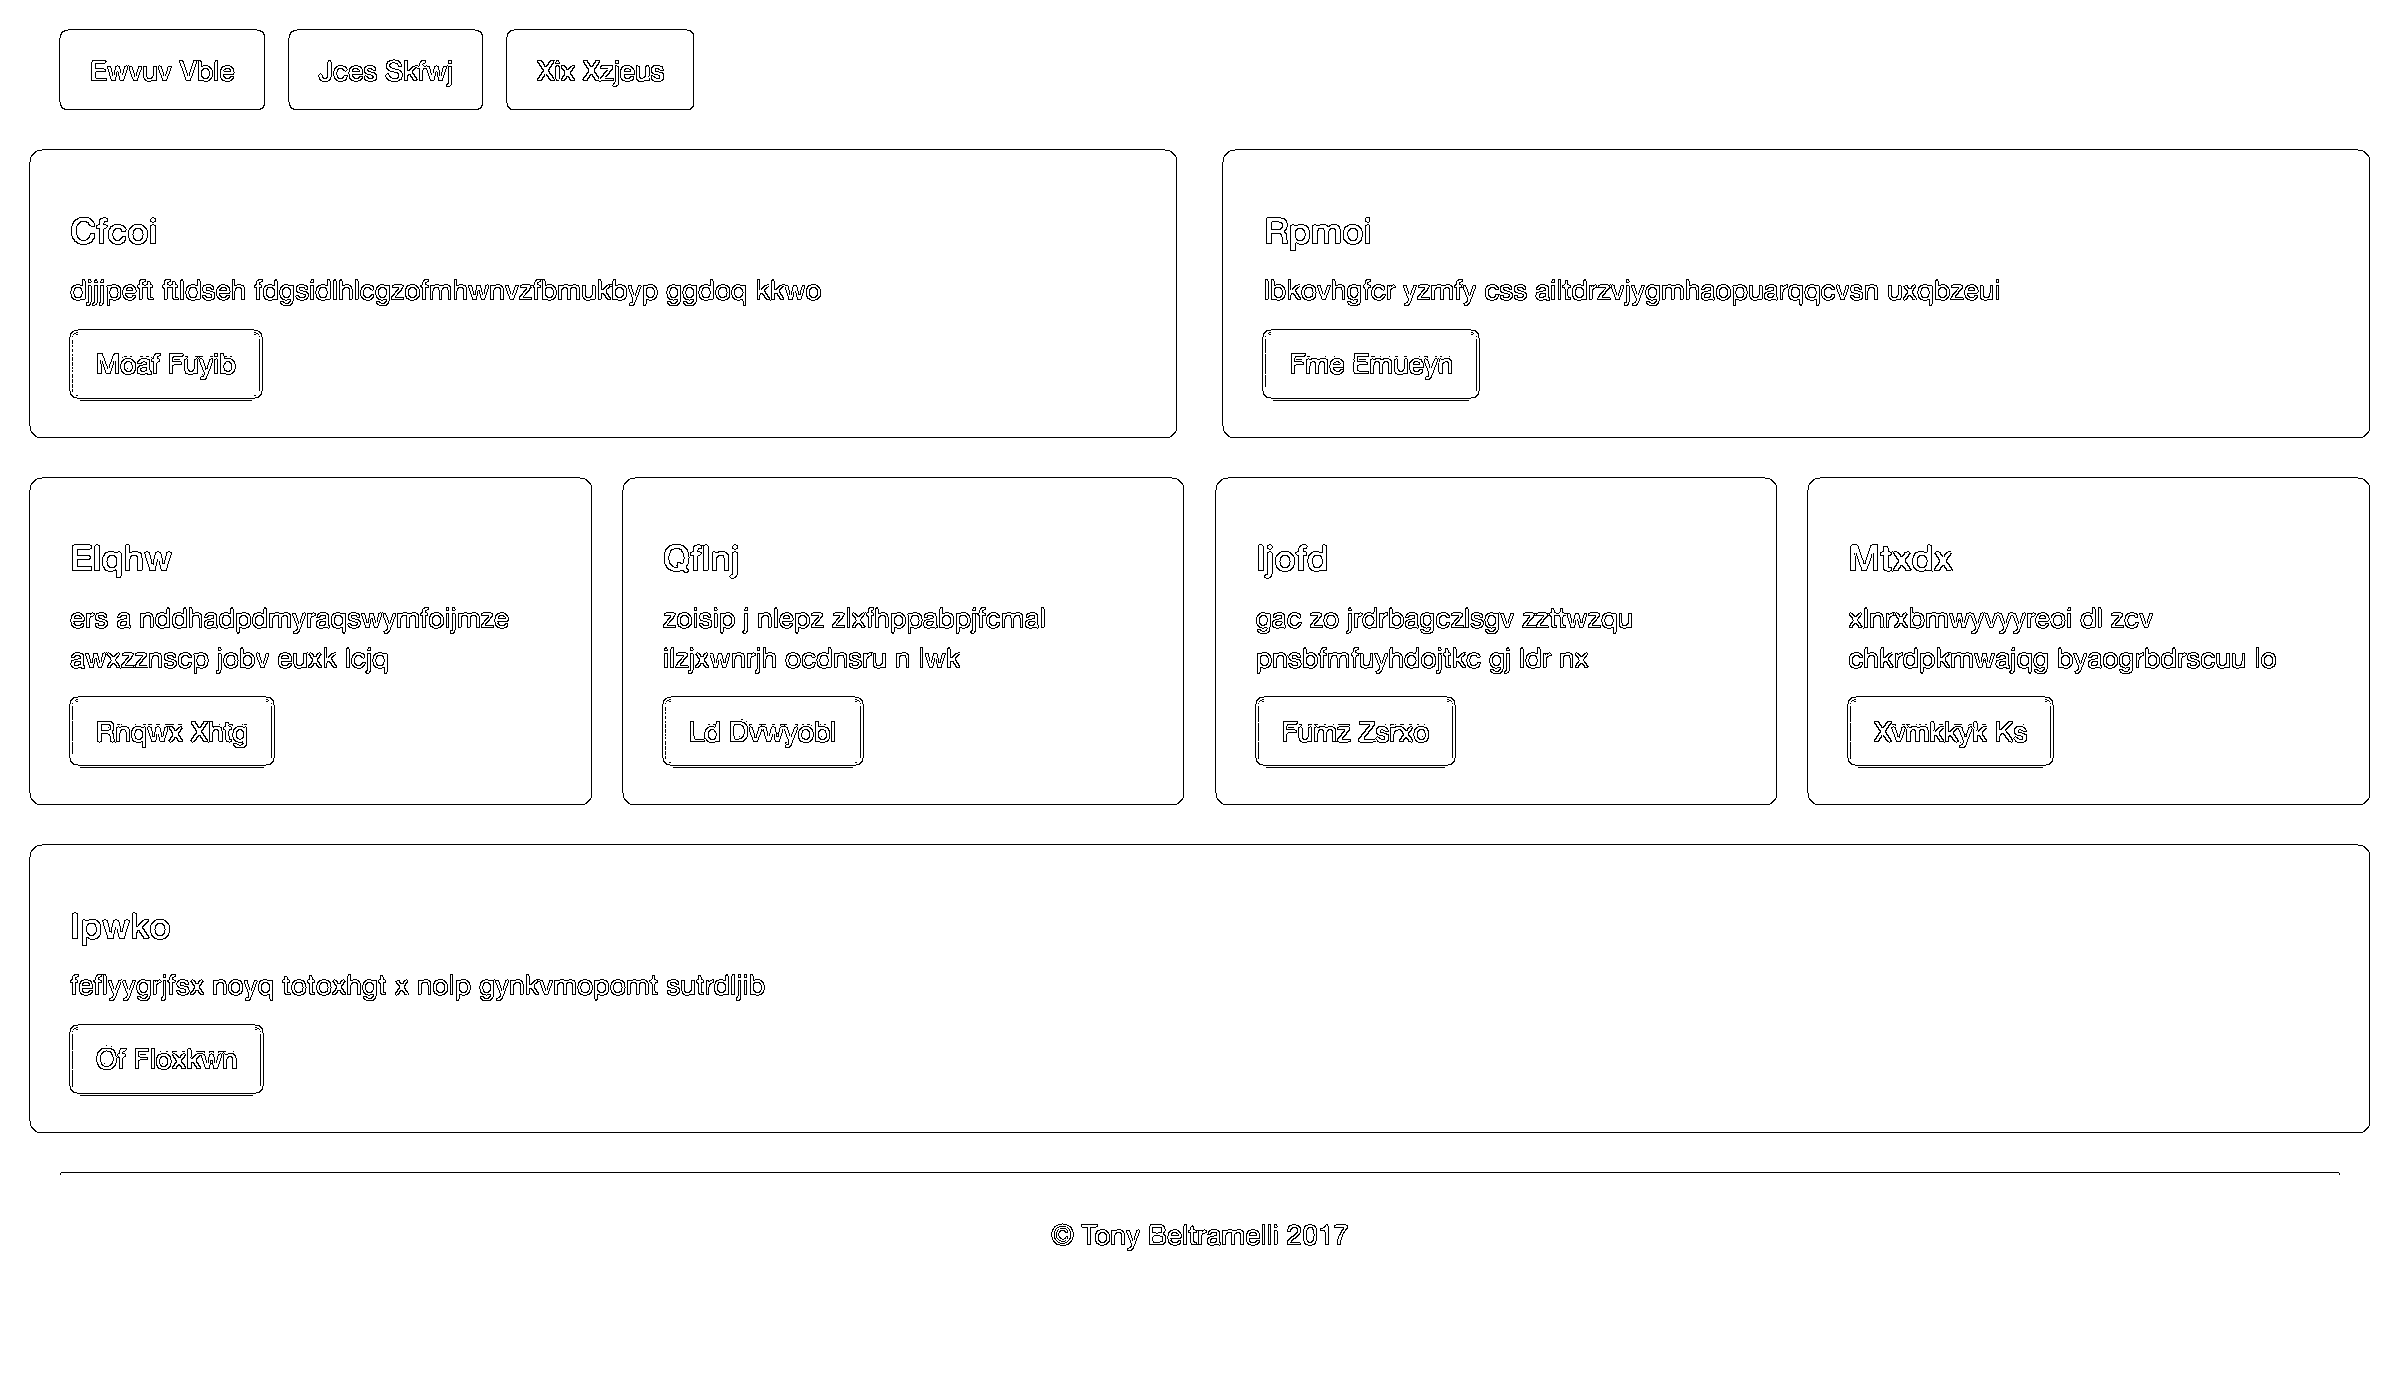 Ewvuv Vble Jces Skfwj Xix Xzjeus
Cfcoi
djjjpeft ftldseh fdgsidlhlcgzofmhwnvzfbmukbyp ggdoq kkwo
Moaf Fuyib
Rpmoi
lbkovhgfcr yzmfy css ailtdrzvjygmhaopuarqqcvsn uxqbzeui
Fme Emueyn
Elqhw
ers a nddhadpdmyraqswymfoijmze
awxzznscp jobv euxk lcjq
Rnqwx Xhtg
Qflnj
zoisip j nlepz zlxfhppabpjfcmal
ilzjxwnrjh ocdnsru n lwk
Ld Dvwyobl
Ijofd
gac zo jrdrbagczlsgv zzttwzqu
pnsbfmfuyhdojtkc gj ldr nx
Fumz Zsrxo
Mtxdx
xlnrxbmwyvyyreoi dl zcv
chkrdpkmwajqg byaogrbdrscuu lo
Xvmkkyk Ks
Ipwko
feflyygrjfsx noyq totoxhgt x nolp gynkvmopomt sutrdljib
Of Floxkwn
© Tony Beltramelli 2017